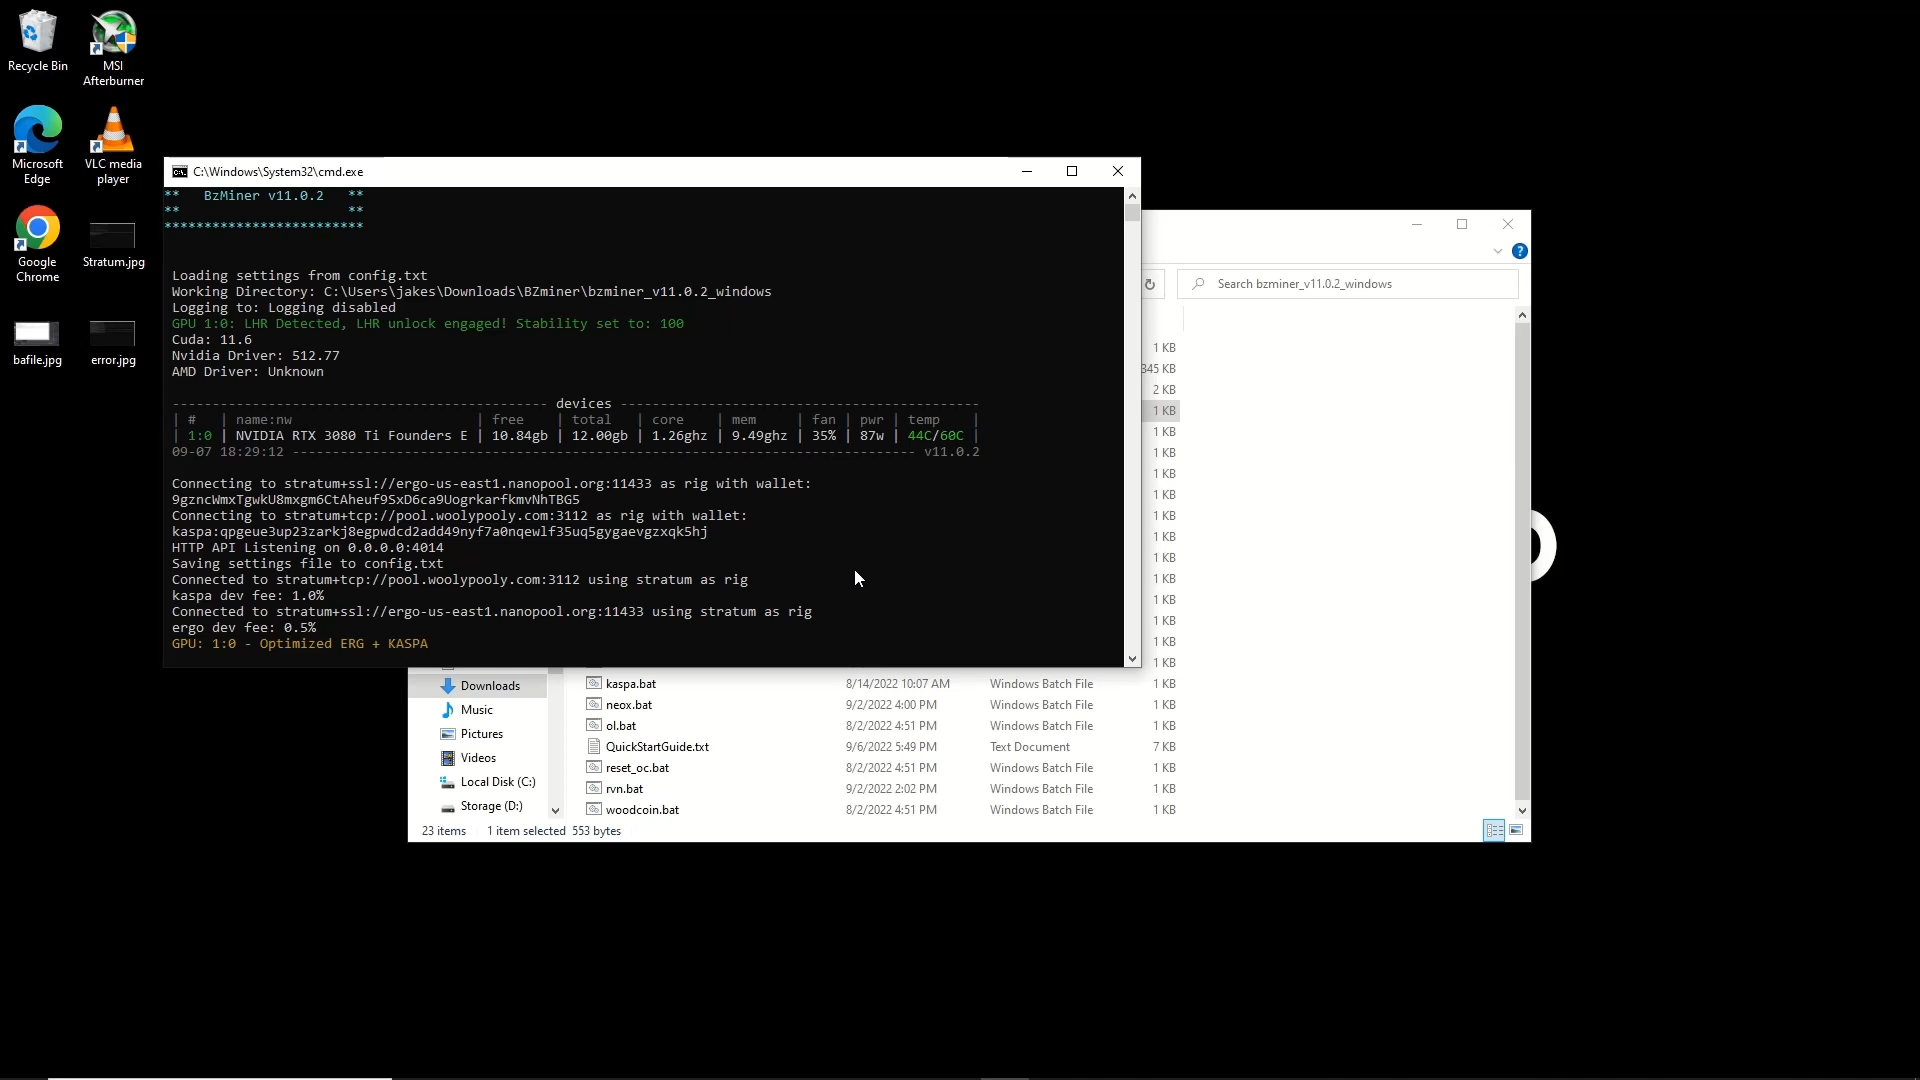 Recycle Bin
MSI
Afterburner
Microsoft
Edge
VLC media
player
Google
Chrome
Stratum.jpg
bafile.jpg
error.jpg
C:\Windows\System32\cmd.exe
** BzMiner v11.0.2 **
** **
*************************
Loading settings from config.txt
Working Directory: C:\Users\jakes\Downloads\BZminer\bzminer_v11.0.2_windows
Logging to: Logging disabled
GPU 1:0: LHR Detected, LHR unlock engaged! Stability set to: 100
Cuda: 11.6
Nvidia Driver: 512.77
AMD Driver: Unknown
----------------------------------------------- devices ---------------------------------------------
| # | name:nw | free | total | core | mem | fan | pwr | temp |
| 1:0 | NVIDIA RTX 3080 Ti Founders E | 10.84gb | 12.00gb | 1.26ghz | 9.49ghz | 35% | 87w | 44C/60C |
09-07 18:29:12 ------------------------------------------------------------------------------ v11.0.2
Connecting to stratum+ssl://ergo-us-east1.nanopool.org:11433 as rig with wallet:
9gzncWmxTgwkU8mxgm6CtAheuf9SxD6ca9UogrkarfkmvNhTBG5
Connecting to stratum+tcp://pool.woolypooly.com:3112 as rig with wallet:
kaspa:qpgeue3up23zarkj8egpwdcd2add49nyf7a0nqewlf35uq5gygaevgzxqk5hj
HTTP API Listening on 0.0.0.0:4014
Saving settings file to config.txt
Connected to stratum+tcp://pool.woolypooly.com:3112 using stratum as rig
kaspa dev fee: 1.0%
Connected to stratum+ssl://ergo-us-east1.nanopool.org:11433 using stratum as rig
ergo dev fee: 0.5%
GPU: 1:0 - Optimized ERG + KASPA
Search bzminer_v11.0.2_windows
1 KB
345 KB
2 KB
1 KB
1 KB
1 KB
1 KB
1 KB
1 KB
1 KB
1 KB
1 KB
1 KB
1 KB
1 KB
1 KB
Downloads
Music
Pictures
Videos
Local Disk (C:)
Storage (D:)
kaspa.bat 8/14/2022 10:07 AM Windows Batch File 1 KB
neox.bat 9/2/2022 4:00 PM Windows Batch File 1 KB
ol.bat 8/2/2022 4:51 PM Windows Batch File 1 KB
QuickStartGuide.txt 9/6/2022 5:49 PM Text Document 7 KB
reset_oc.bat 8/2/2022 4:51 PM Windows Batch File 1 KB
rvn.bat 9/2/2022 2:02 PM Windows Batch File 1 KB
woodcoin.bat 8/2/2022 4:51 PM Windows Batch File 1 KB
23 items 1 item selected 553 bytes